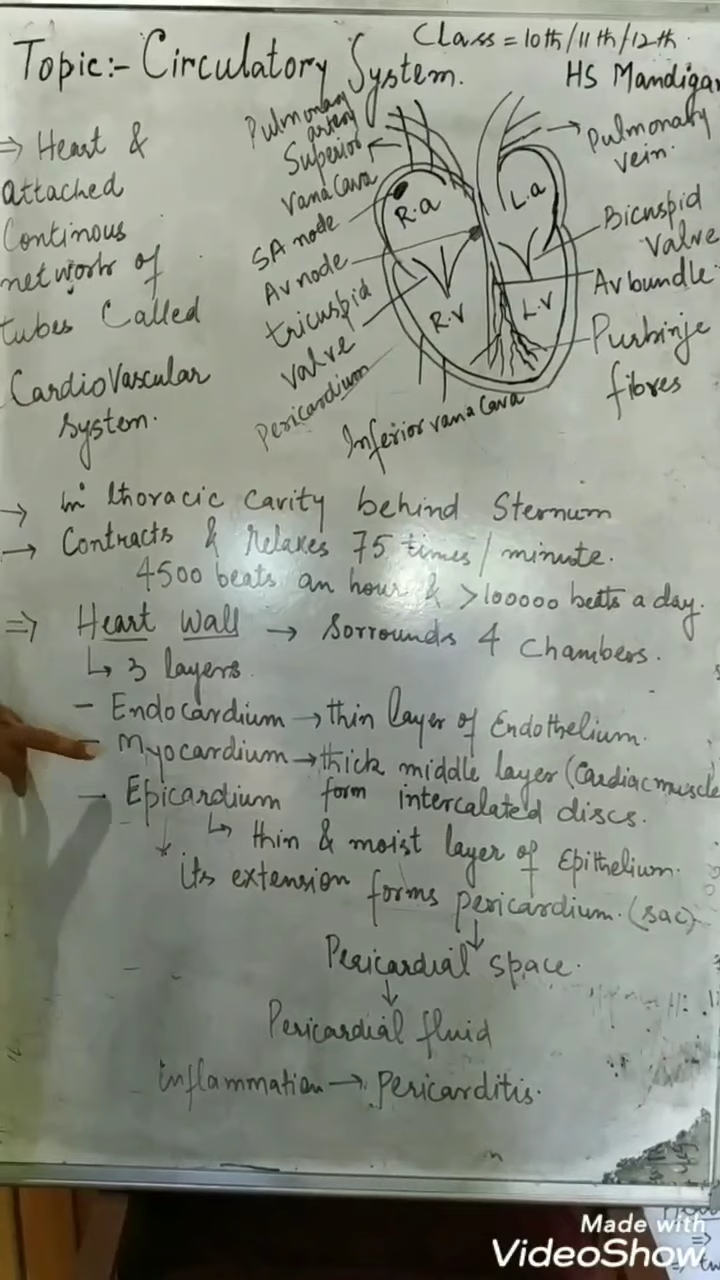 Class = 10th/11th/12th.
Topic:- Circulatory System.
HS Mandigar
⇒ Heart &
attached
Continous
network of
tubes Called
CardioVascular
system.
Pulmonary
artery
Superior
vanaCava
SA node
Av node
tricuspid
valve
Pericardium
Inferior vana Cava
R.a
L.a
R.v
L.v
Pulmonary
vein.
Bicuspid
Valve
Av bundle
Purbinje
fibres
→ In thoracic cavity behind Sternum
→ Contracts & relaxes 75 times/minute.
4500 beats an hour & >100000 beats a day.
⇒ Heart Wall → Sorrounds 4 Chambers.
↳ 3 layers.
- Endocardium → thin layer of Endothelium.
- Myocardium → thick middle layer (Cardiac muscle
form intercalated discs.
- Epicardium
↳ thin & moist layer of Epithelium.
Its extension forms pericardium. (sac)
↓
Pericardial space.
↓
Pericardial fluid
inflammation → Pericarditis.
Made with
VideoShow